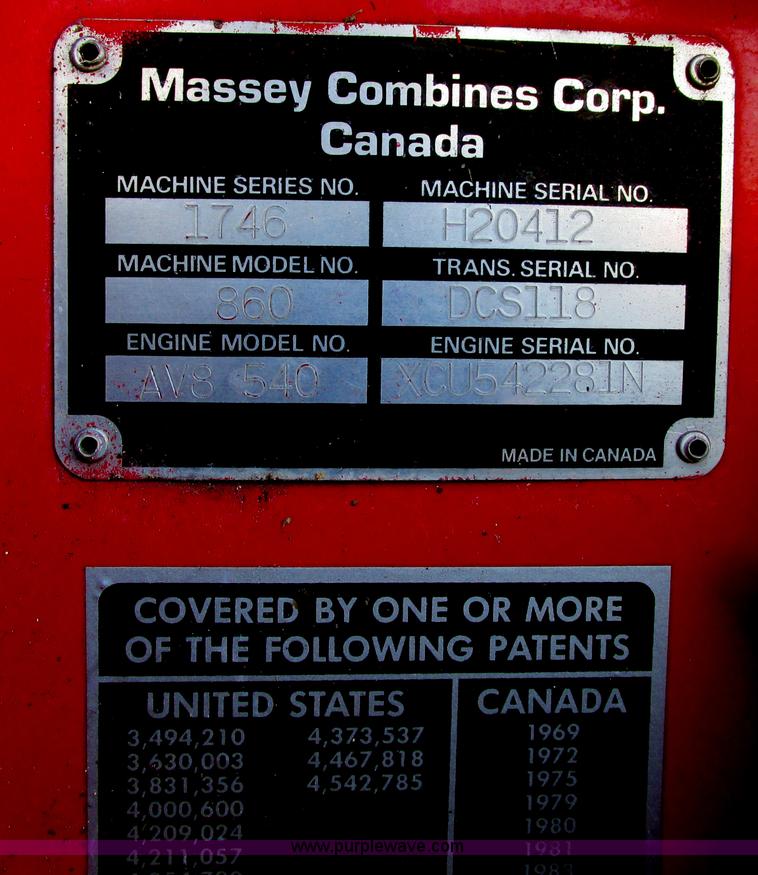 Massey Combines Corp.
Canada
MACHINE SERIES NO. MACHINE SERIAL NO.
1746 H20412
MACHINE MODEL NO. TRANS. SERIAL NO.
860 DCS118
ENGINE MODEL NO. ENGINE SERIAL NO.
AV8 540 XCU542281N
MADE IN CANADA
COVERED BY ONE OR MORE
OF THE FOLLOWING PATENTS
UNITED STATES CANADA
3,494,210 4,373,537 1969
3,630,003 4,467,818 1972
3,831,356 4,542,785 1975
4,000,600 1979
4,209,024 1980
4,211,057 1981
1983
www.purplewave.com